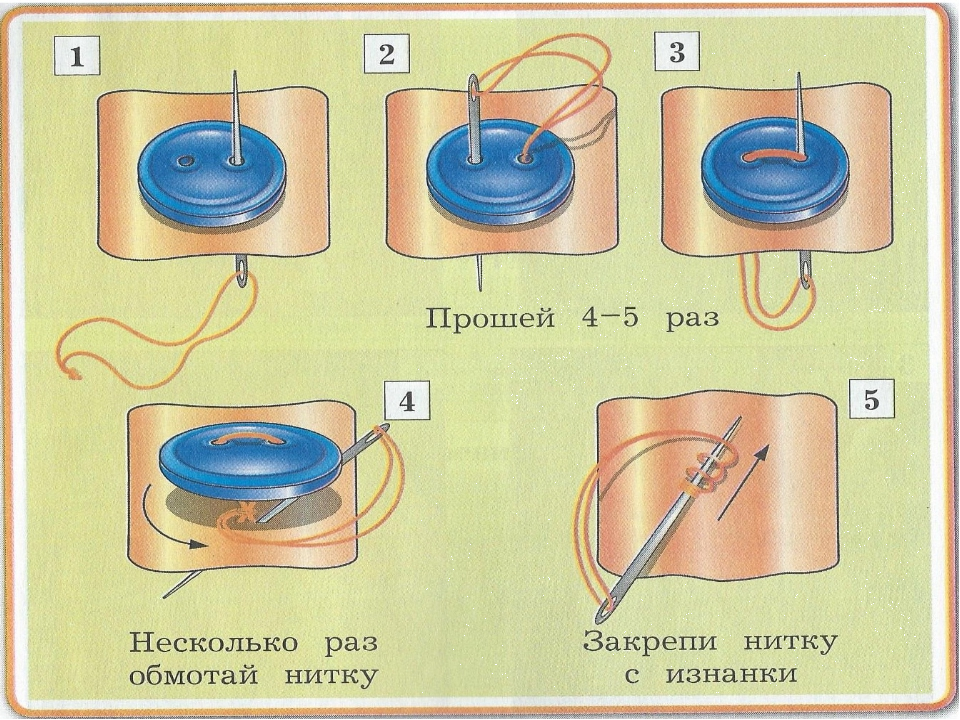 1
2
3
Прошей 4−5 раз
4
5
Несколько раз
обмотай нитку
Закрепи нитку
с изнанки